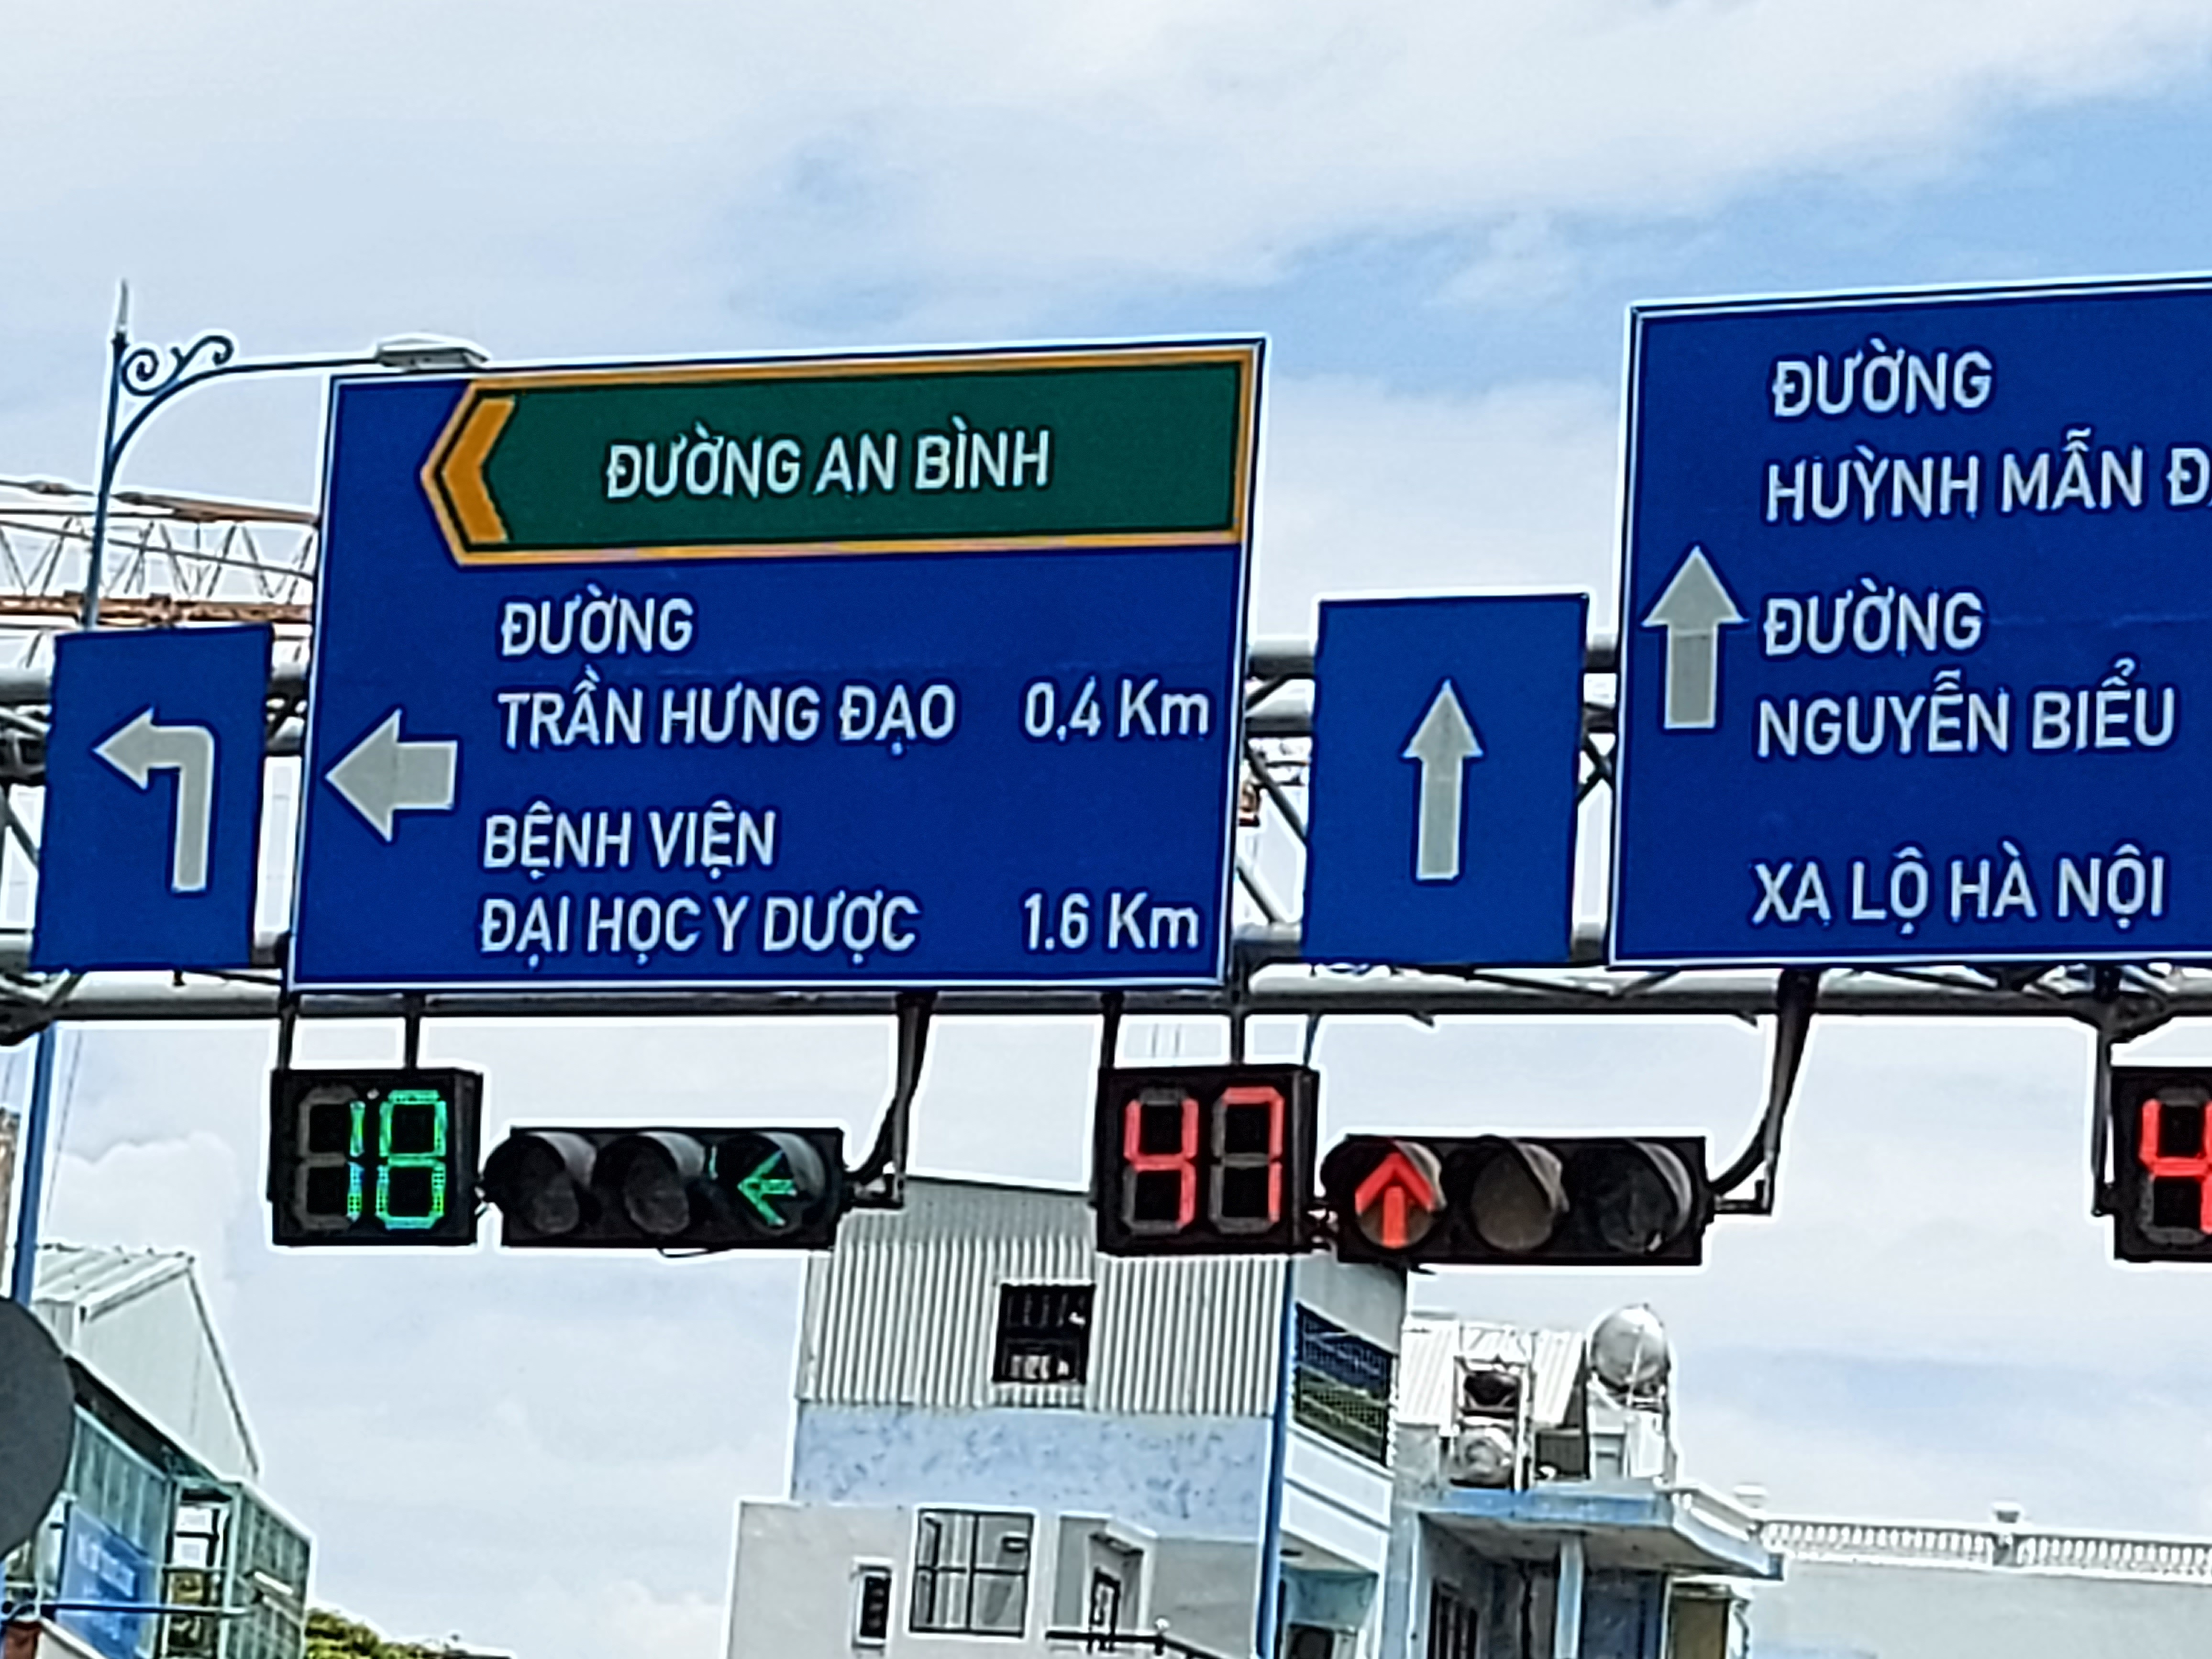 ĐƯỜNG AN BÌNH
ĐƯỜNG
TRẦN HƯNG ĐẠO 0,4 Km
BỆNH VIỆN
ĐẠI HỌC Y DƯỢC 1.6 Km
ĐƯỜNG
HUỲNH MẪN
ĐƯỜNG
NGUYỄN BIỂU
XA LỘ HÀ NỘI
18
47
4